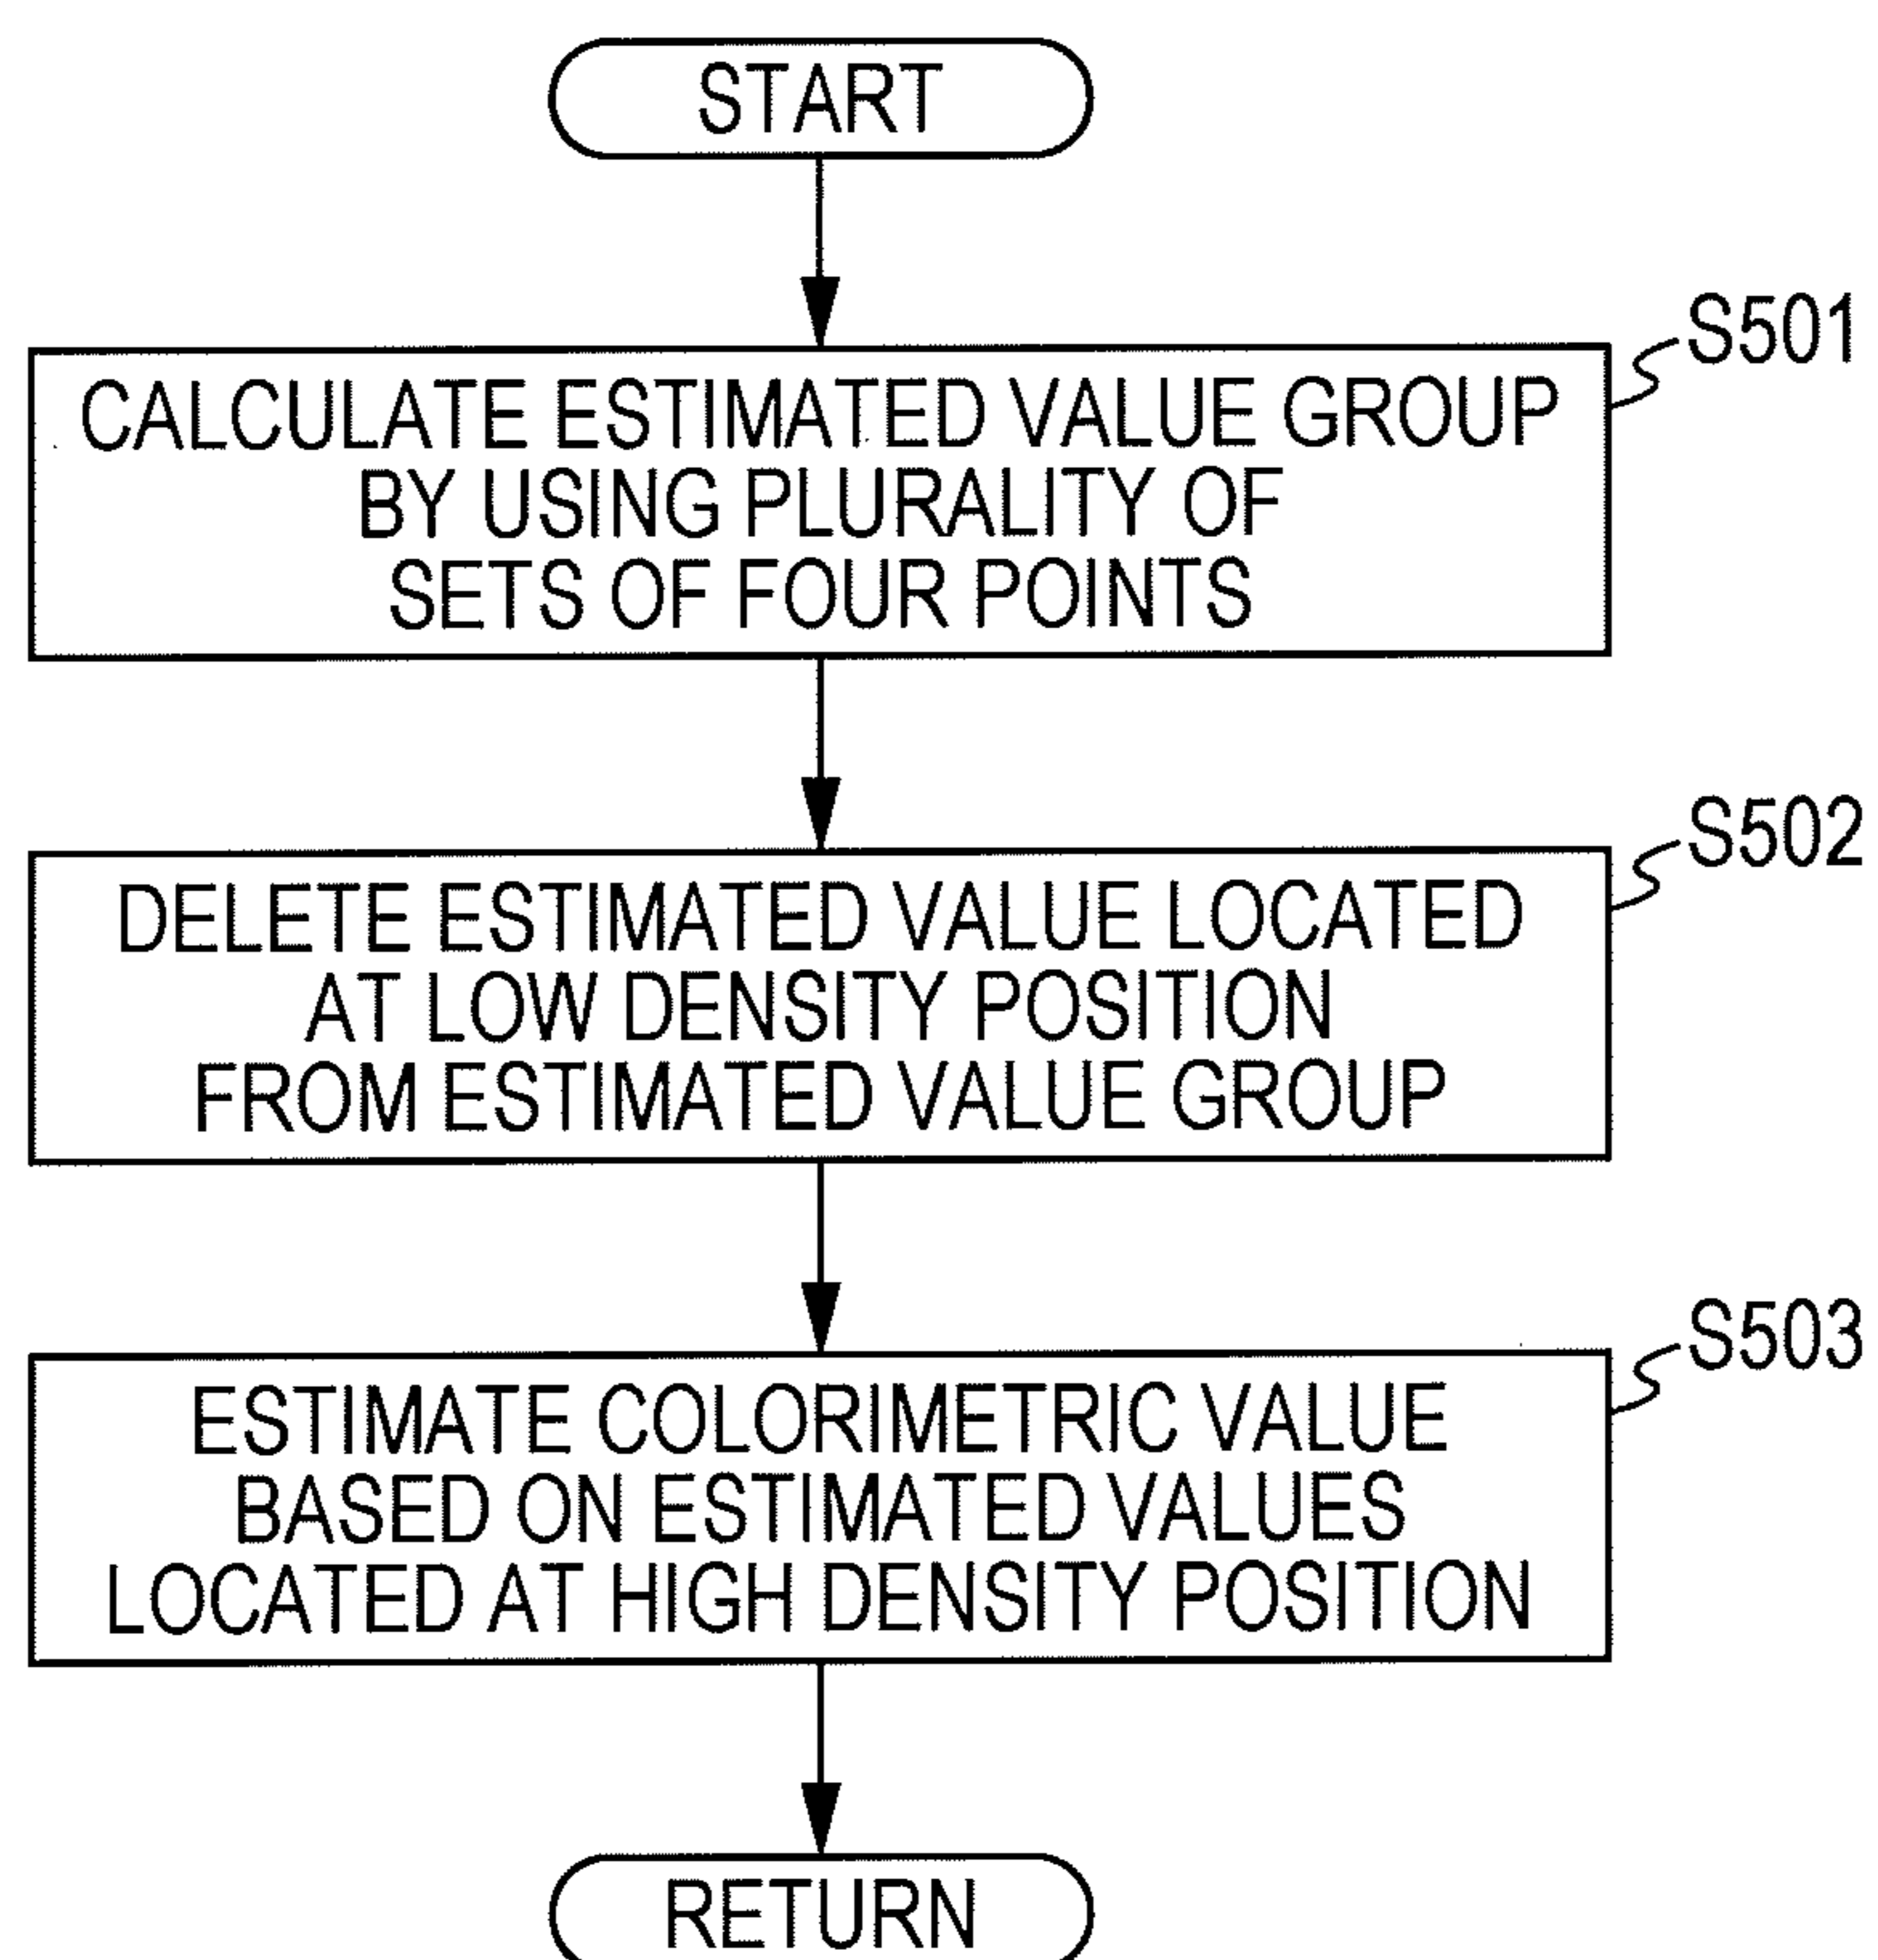 START
S501
CALCULATE ESTIMATED VALUE GROUP
BY USING PLURALITY OF
SETS OF FOUR POINTS
S502
DELETE ESTIMATED VALUE LOCATED
AT LOW DENSITY POSITION
FROM ESTIMATED VALUE GROUP
S503
ESTIMATE COLORIMETRIC VALUE
BASED ON ESTIMATED VALUES
LOCATED AT HIGH DENSITY POSITION
RETURN